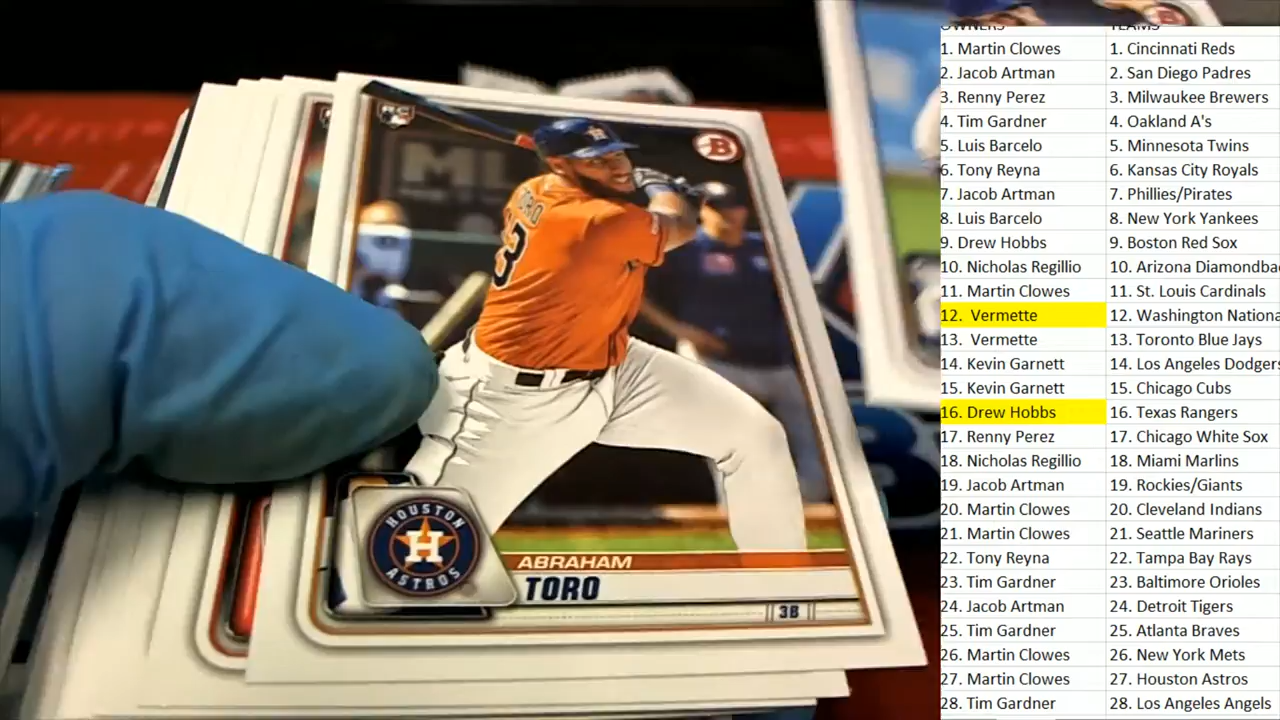 RC
B
TORO
3
HOUSTON
H
ASTROS
ABRAHAM
TORO
3B
OWNERS TEAMS
1. Martin Clowes 1. Cincinnati Reds
2. Jacob Artman 2. San Diego Padres
3. Renny Perez 3. Milwaukee Brewers
4. Tim Gardner 4. Oakland A's
5. Luis Barcelo 5. Minnesota Twins
6. Tony Reyna 6. Kansas City Royals
7. Jacob Artman 7. Phillies/Pirates
8. Luis Barcelo 8. New York Yankees
9. Drew Hobbs 9. Boston Red Sox
10. Nicholas Regillio 10. Arizona Diamondba
11. Martin Clowes 11. St. Louis Cardinals
12. Vermette 12. Washington Nationa
13. Vermette 13. Toronto Blue Jays
14. Kevin Garnett 14. Los Angeles Dodgers
15. Kevin Garnett 15. Chicago Cubs
16. Drew Hobbs 16. Texas Rangers
17. Renny Perez 17. Chicago White Sox
18. Nicholas Regillio 18. Miami Marlins
19. Jacob Artman 19. Rockies/Giants
20. Martin Clowes 20. Cleveland Indians
21. Martin Clowes 21. Seattle Mariners
22. Tony Reyna 22. Tampa Bay Rays
23. Tim Gardner 23. Baltimore Orioles
24. Jacob Artman 24. Detroit Tigers
25. Tim Gardner 25. Atlanta Braves
26. Martin Clowes 26. New York Mets
27. Martin Clowes 27. Houston Astros
28. Tim Gardner 28. Los Angeles Angels